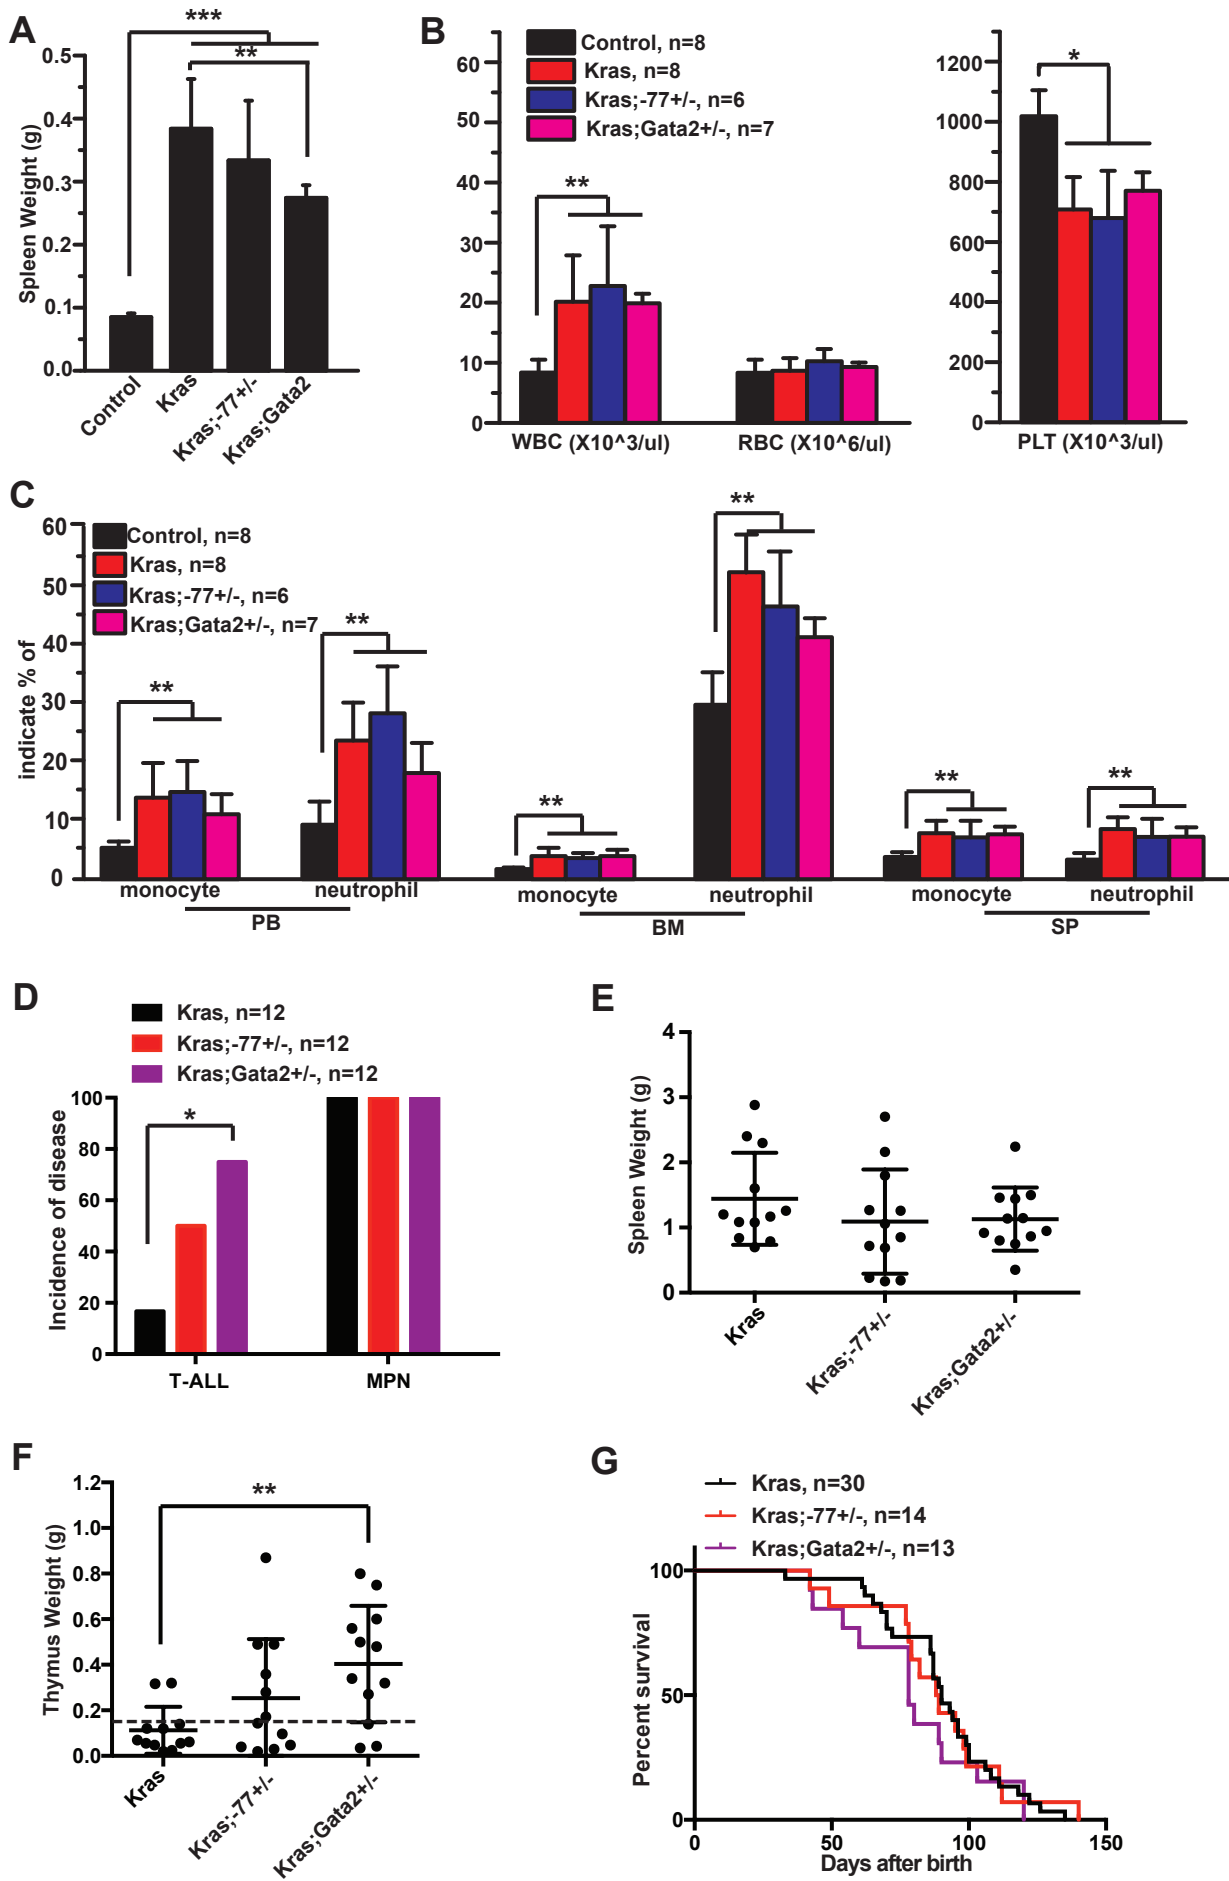 A
***
**
Spleen Weight (g)
0.5
0.4
0.3
0.2
0.1
0.0
Control
Kras
Kras;-77+/-
Kras;Gata2
B
Control, n=8
Kras, n=8
Kras;-77+/-, n=6
Kras;Gata2+/-, n=7
60
50
40
30
20
10
0
**
WBC (X10^3/ul)
RBC (X10^6/ul)
1200
1000
800
600
400
200
0
*
PLT (X10^3/ul)
C
Control, n=8
Kras, n=8
Kras;-77+/-, n=6
Kras;Gata2+/-, n=7
indicate % of
60
50
40
30
20
10
0
**
**
**
**
**
**
monocyte
neutrophil
monocyte
neutrophil
monocyte
neutrophil
PB
BM
SP
D
Kras, n=12
Kras;-77+/-, n=12
Kras;Gata2+/-, n=12
Incidence of disease
100
80
60
40
20
0
*
T-ALL
MPN
E
Spleen Weight (g)
4
3
2
1
0
Kras
Kras;-77+/-
Kras;Gata2+/-
F
Thymus Weight (g)
1.2
1.0
0.8
0.6
0.4
0.2
0.0
**
Kras
Kras;-77+/-
Kras;Gata2+/-
G
Kras, n=30
Kras;-77+/-, n=14
Kras;Gata2+/-, n=13
Percent survival
100
50
0
0
50
100
150
Days after birth